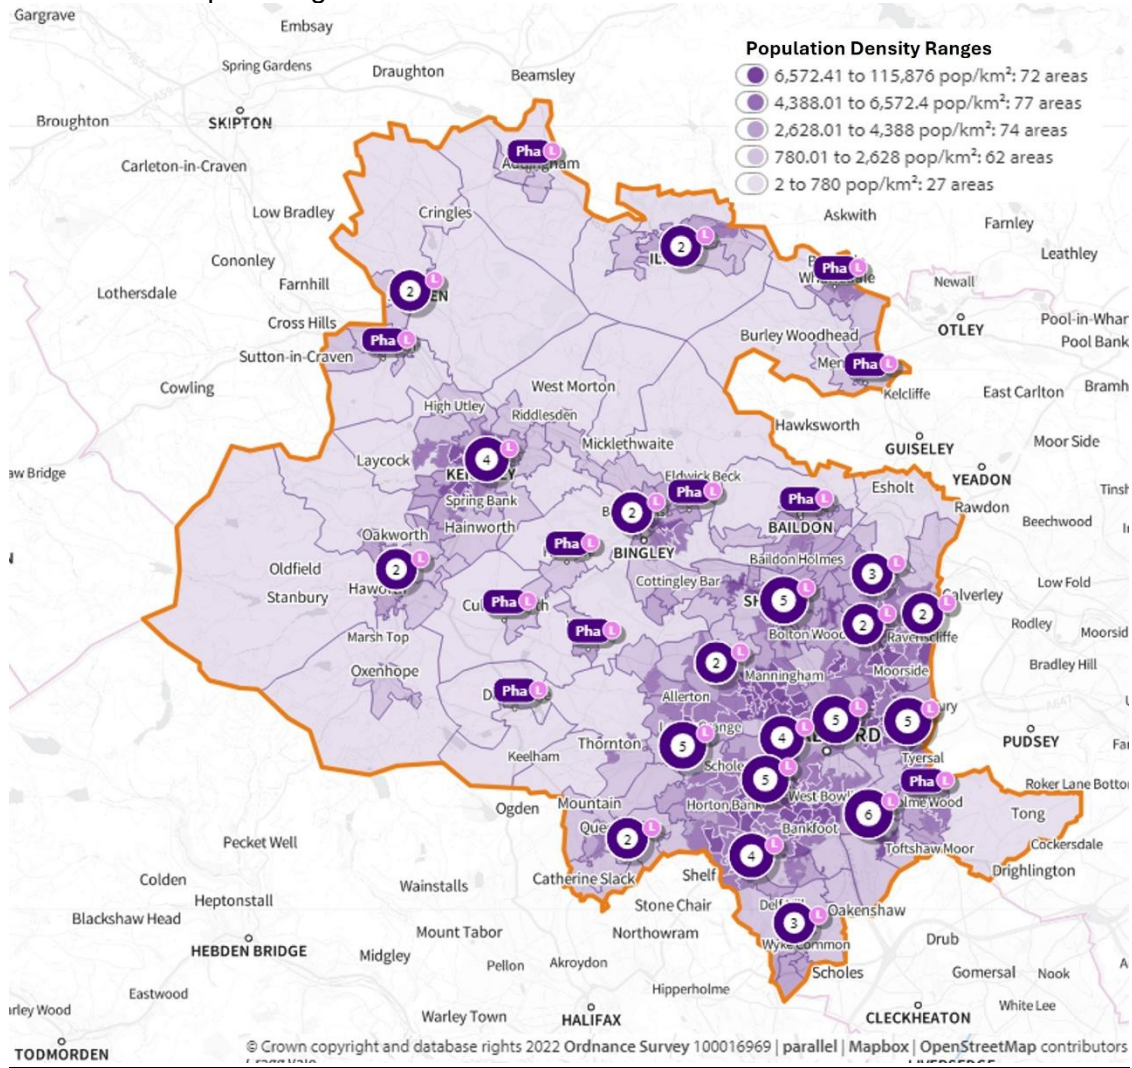 Gargrave
Embsay
Spring Gardens
Draughton
Beamsley
Population Density Ranges
6,572.41 to 115,876 pop/km²: 72 areas
4,388.01 to 6,572.4 pop/km²: 77 areas
2,628.01 to 4,388 pop/km²: 74 areas
780.01 to 2,628 pop/km²: 62 areas
2 to 780 pop/km²: 27 areas
Broughton
SKIPTON
A59
Carleton-in-Craven
Pha L
Low Bradley
Cringles
Askwith
Farnley
Leathley
Cononley
2 L
Lothersdale
Farnhill
2 L
Pha L
Newall
Cross Hills
OTLEY
Pool-in-Whar
Pool Bank
Sutton-in-Craven
Pha L
Burley Woodhead
Pha L
Cowling
West Morton
Kelcliffe
East Carlton
Bramh
High Utley
Riddlesden
Hawksworth
Moor Side
Micklethwaite
GUISELEY
aw Bridge
Laycock
4 L
Eldwick Beck
Esholt
YEADON
Spring Bank
2 L
Pha L
Pha L
Rawdon
Tinsh
Oakworth
Hainworth
BINGLEY
BAILDON
Beechwood
Pha L
Baildon Holmes
Oldfield
2 L
Cottingley Bar
3 L
Low Fold
Stanbury
Pha L
5 L
2 L
2 L
Calverley
Rodley
Marsh Top
Pha L
Bolton Wood
Ravenscliffe
Moorsid
Oxenhope
2 L
Manningham
Moorside
Bradley Hill
Pha L
Allerton
A647
Keelham
Thornton
5 L
4 L
5 L
5 L
PUDSEY
Tyersal
Pha L
Ogden
Mountain
Horton Bank
5 L
West Bowl
6 L
Roker Lane Botto
Tong
Pecket Well
2 L
4 L
Bankfoot
Toftshaw Moor
Cockersdale
Colden
Wainstalls
Catherine Slack
Shelf
Drighlington
Heptonstall
Stone Chair
3 L
Oakenshaw
Blackshaw Head
Mount Tabor
Northowram
Wyke Common
Drub
HEBDEN BRIDGE
Midgley
Pellon
Akroydon
Scholes
Gomersal
Nook
Eastwood
Hipperholme
White Lee
arley Wood
Warley Town
HALIFAX
CLECKHEATON
TODMORDEN
© Crown copyright and database rights 2022 Ordnance Survey 100016969 | parallel | Mapbox | OpenStreetMap contributors